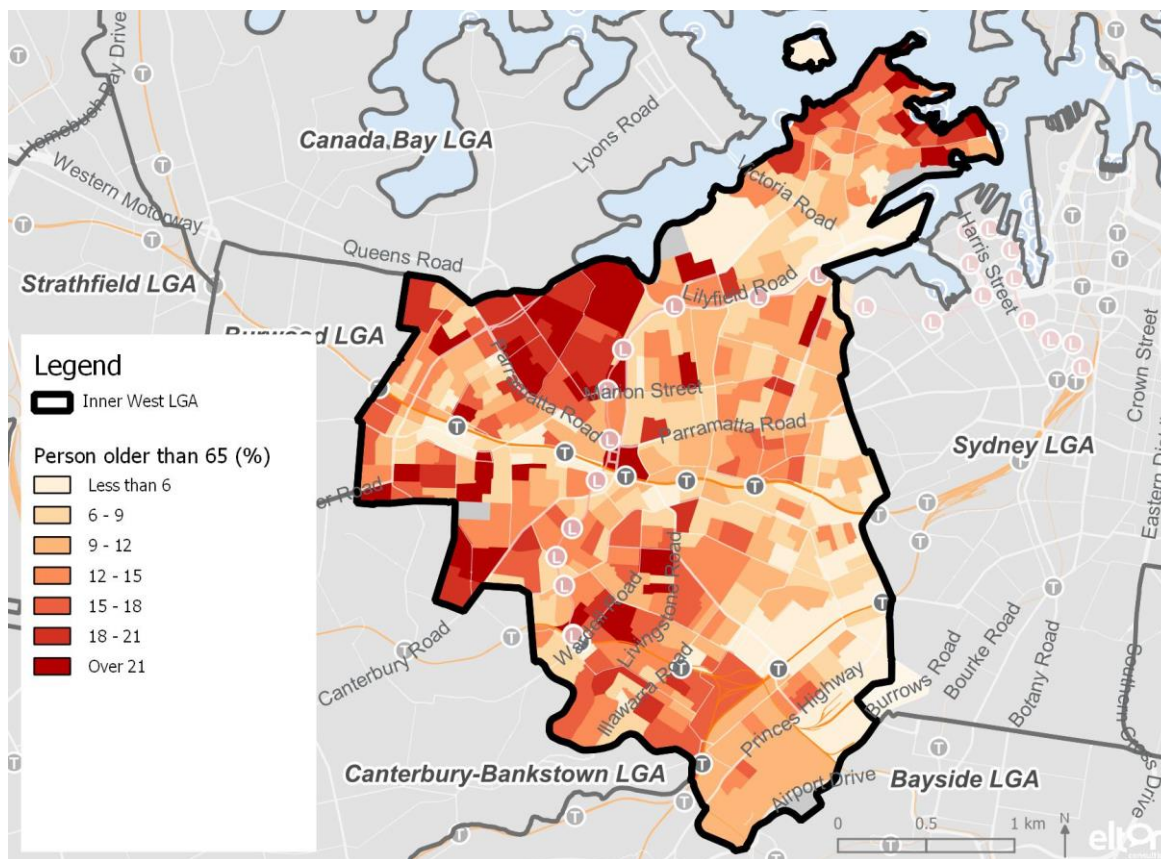 Homebush Bay Drive
Canada Bay LGA
Lyons Road
Western Motorway
Victoria Road
Queens Road
Harris Street
Strathfield LGA
Lilyfield Road
Burwood LGA
Crown Street
Legend
Inner West LGA
Parramatta Road
Marion Street
Parramatta Road
Sydney LGA
Person older than 65 (%)
Less than 6
6 - 9
9 - 12
12 - 15
15 - 18
18 - 21
Over 21
er Road
Livingstone Road
Wardell Road
Canterbury Road
Illawarra Road
Princes Highway
Burrows Road
Bourke Road
Botany Road
Canterbury-Bankstown LGA
Airport Drive
Bayside LGA
0 0.5 1 km
N
T
L